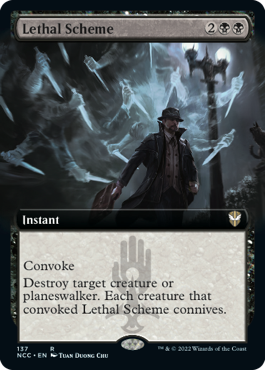 Lethal Scheme 2
Instant
Convoke
Destroy target creature or
planeswalker. Each creature that
convoked Lethal Scheme connives.
137 R
NCC • EN Tuan Duong Chu
™ & © 2022 Wizards of the Coast